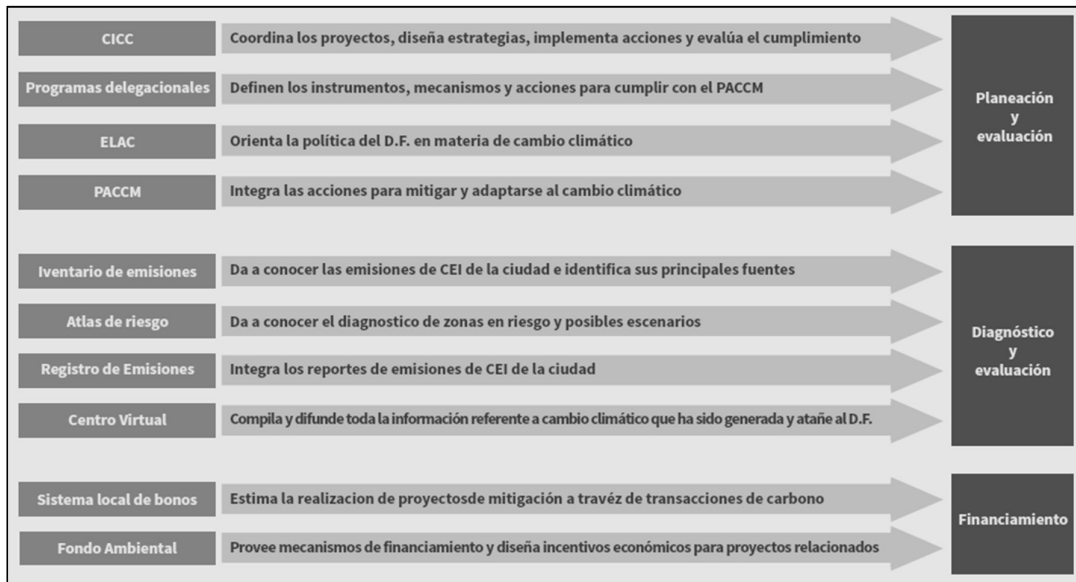 CICC
Coordina los proyectos, diseña estrategias, implementa acciones y evalúa el cumplimiento
Programas delegacionales
Definen los instrumentos, mecanismos y acciones para cumplir con el PACCM
ELAC
Orienta la política del D.F. en materia de cambio climático
PACCM
Integra las acciones para mitigar y adaptarse al cambio climático
Planeación
y
evaluación
Iventario de emisiones
Da a conocer las emisiones de CEI de la ciudad e identifica sus principales fuentes
Atlas de riesgo
Da a conocer el diagnostico de zonas en riesgo y posibles escenarios
Registro de Emisiones
Integra los reportes de emisiones de CEI de la ciudad
Centro Virtual
Compila y difunde toda la información referente a cambio climático que ha sido generada y atañe al D.F.
Diagnóstico
y
evaluación
Sistema local de bonos
Estima la realizacion de proyectosde mitigación a travéz de transacciones de carbono
Fondo Ambiental
Provee mecanismos de financiamiento y diseña incentivos económicos para proyectos relacionados
Financiamiento